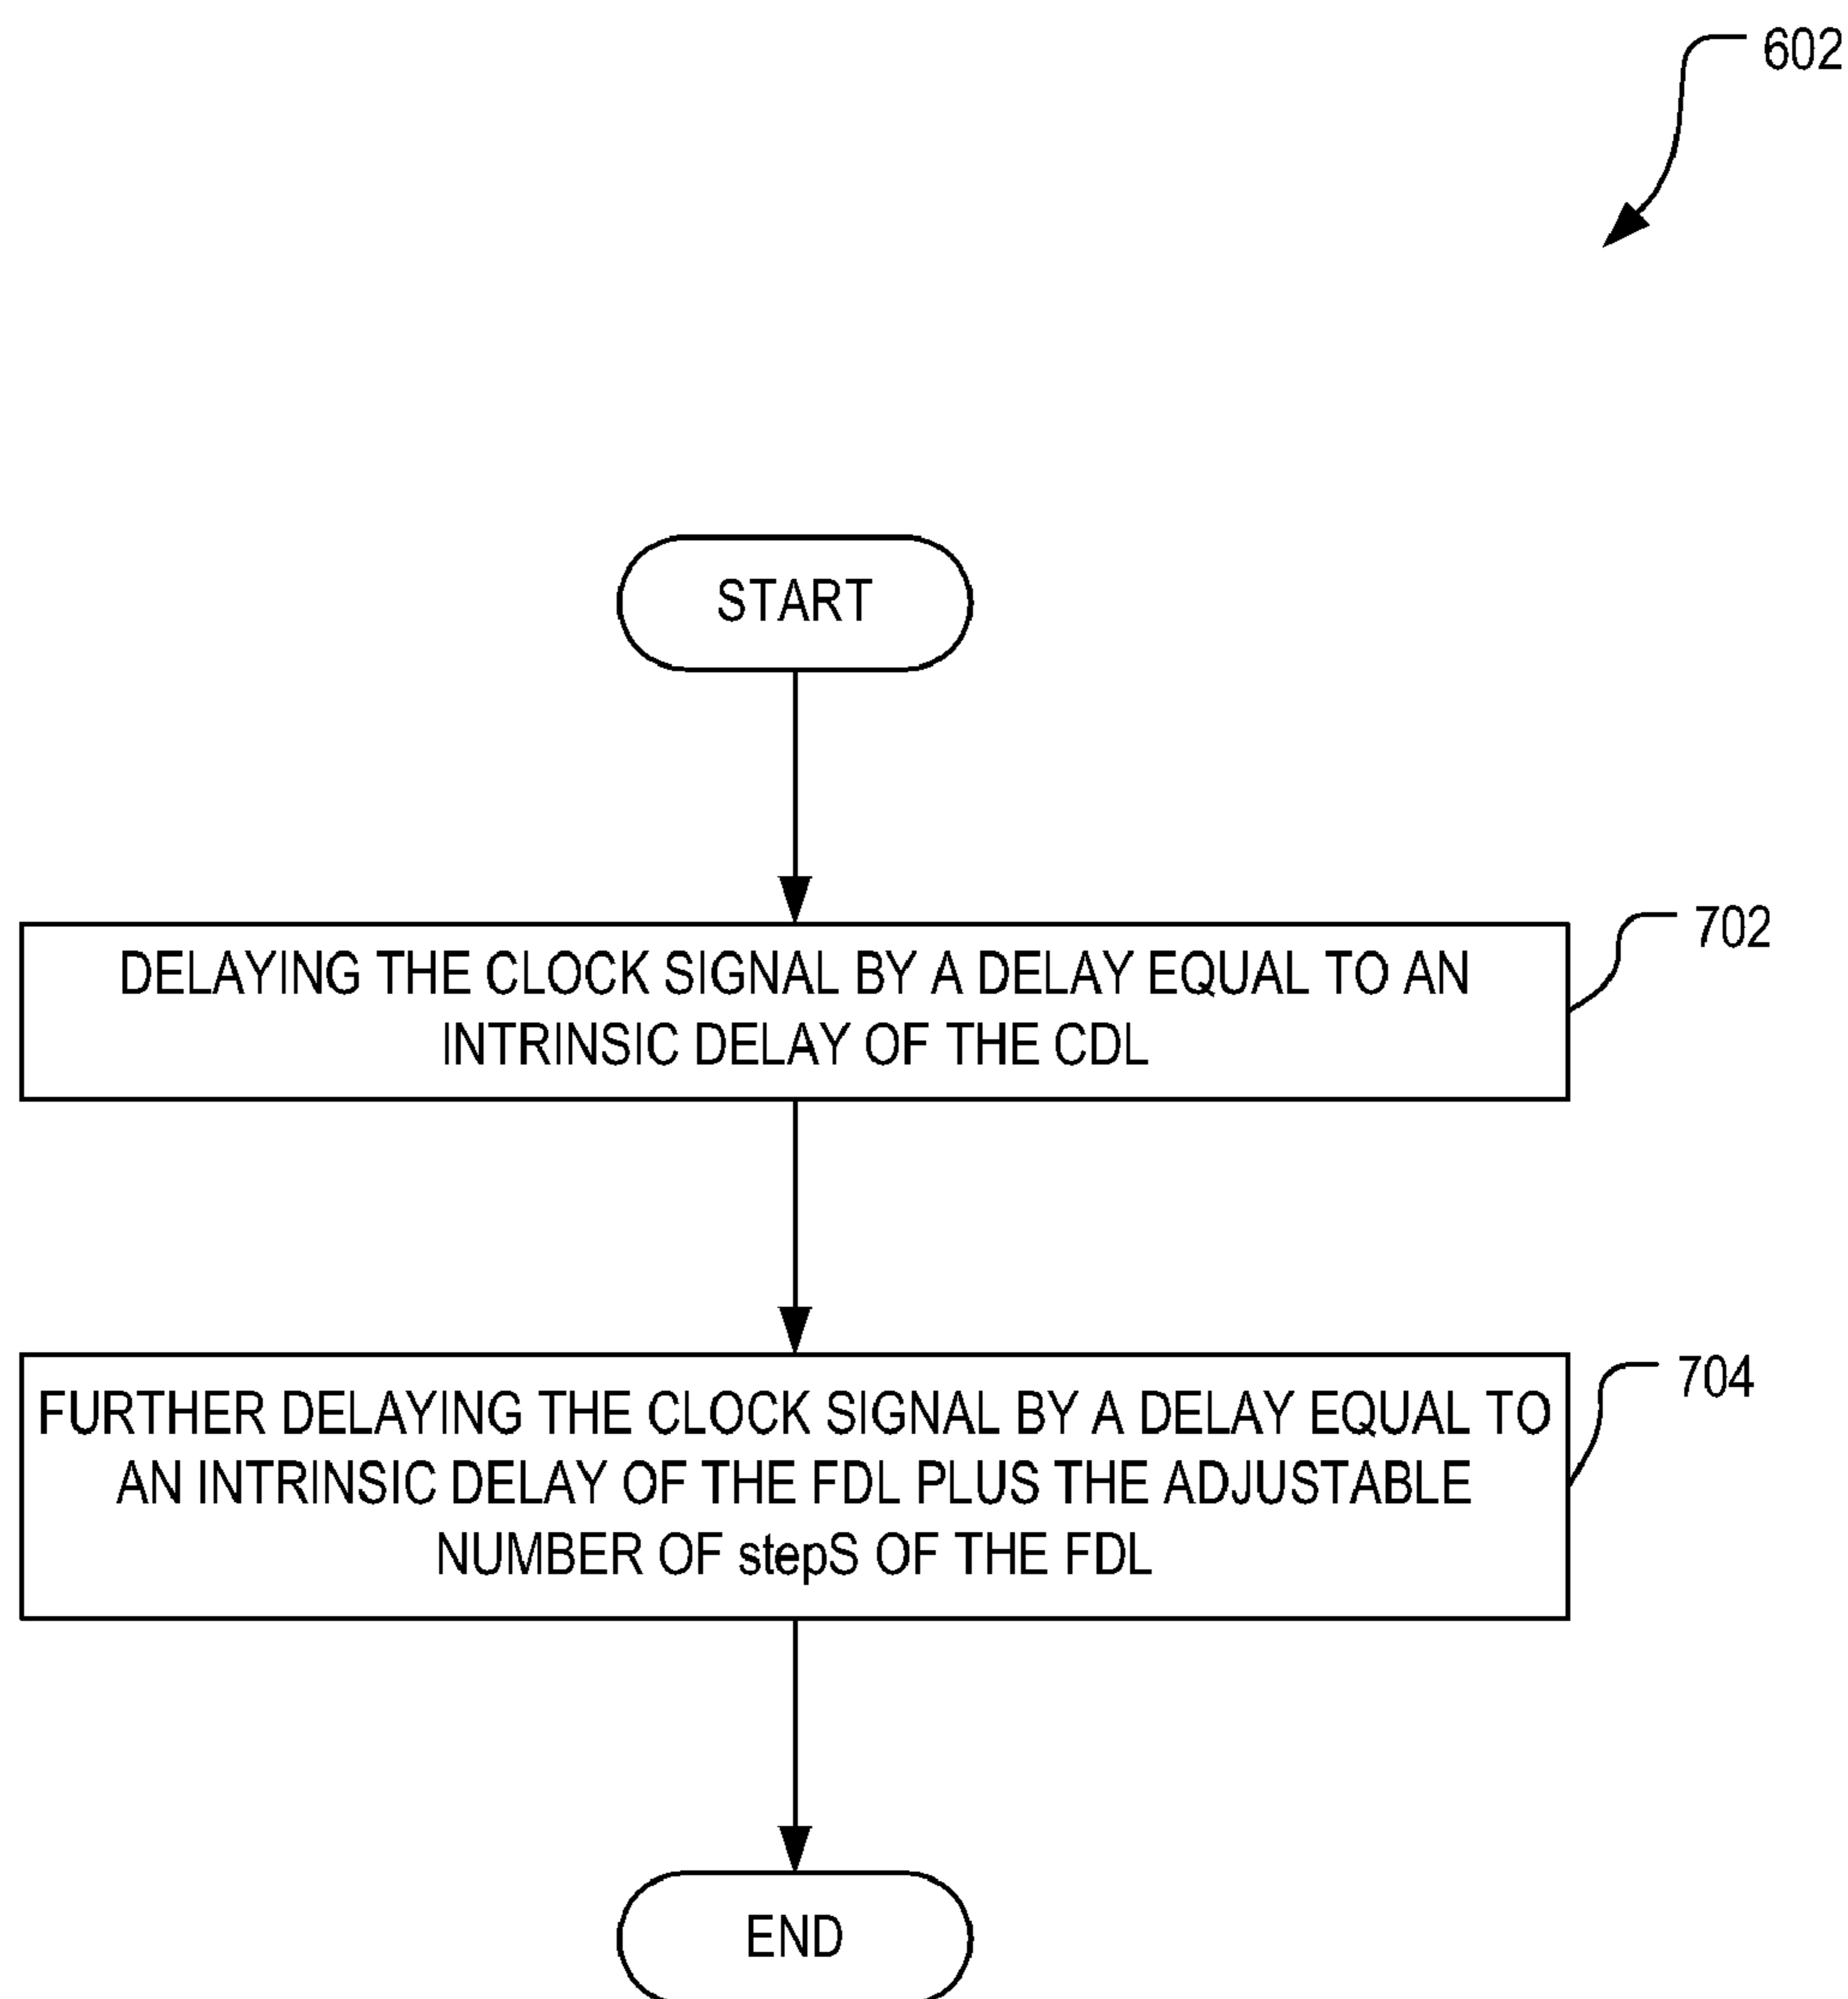 602
START
DELAYING THE CLOCK SIGNAL BY A DELAY EQUAL TO AN
INTRINSIC DELAY OF THE CDL
702
FURTHER DELAYING THE CLOCK SIGNAL BY A DELAY EQUAL TO
AN INTRINSIC DELAY OF THE FDL PLUS THE ADJUSTABLE
NUMBER OF stepS OF THE FDL
704
END